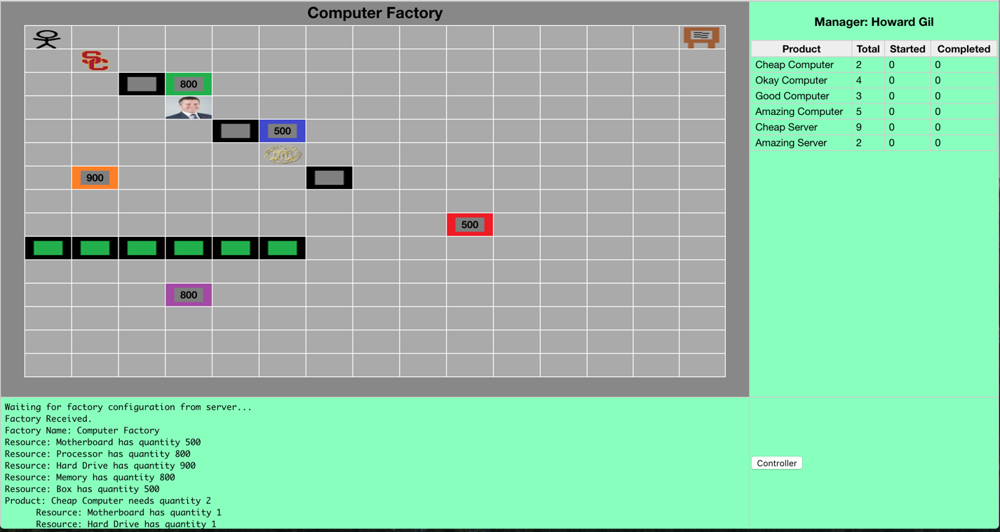 Computer Factory
SC
800
500
900
500
800
Manager: Howard Gil
Product Total Started Completed
Cheap Computer 2 0 0
Okay Computer 4 0 0
Good Computer 3 0 0
Amazing Computer 5 0 0
Cheap Server 9 0 0
Amazing Server 2 0 0
Waiting for factory configuration from server...
Factory Received.
Factory Name: Computer Factory
Resource: Motherboard has quantity 500
Resource: Processor has quantity 800
Resource: Hard Drive has quantity 900
Resource: Memory has quantity 800
Resource: Box has quantity 500
Product: Cheap Computer needs quantity 2
Resource: Motherboard has quantity 1
Resource: Hard Drive has quantity 1
Controller